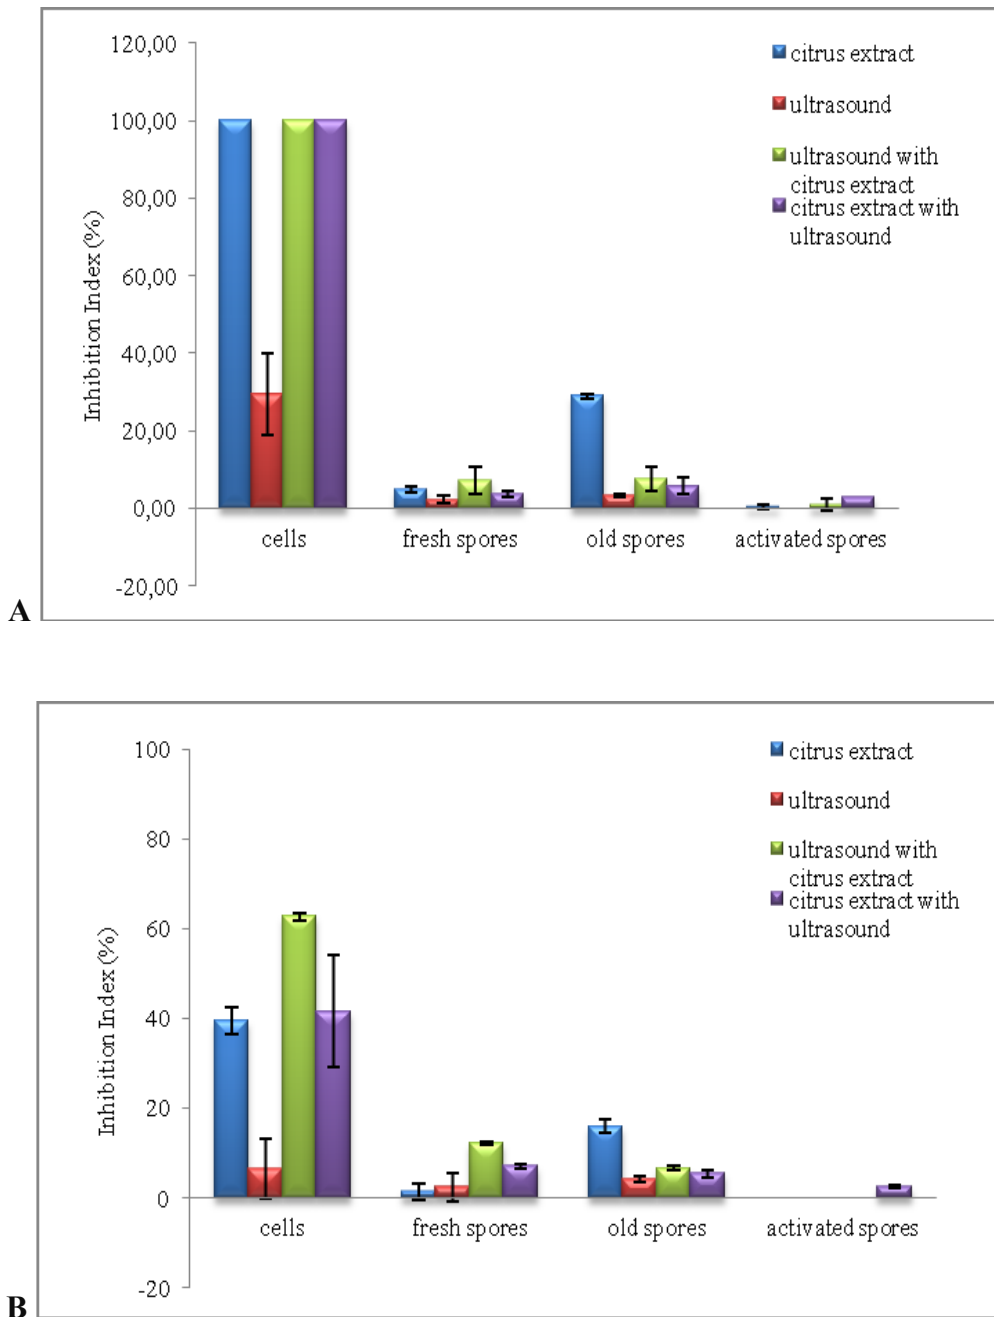 120,00
100,00
80,00
60,00
40,00
20,00
0,00
-20,00
Inhibition Index (%)
cells
fresh spores
old spores
activated spores
citrus extract
ultrasound
ultrasound with
citrus extract
citrus extract with
ultrasound
A
100
80
60
40
20
0
-20
Inhibition Index (%)
cells
fresh spores
old spores
activated spores
citrus extract
ultrasound
ultrasound with
citrus extract
citrus extract with
ultrasound
B